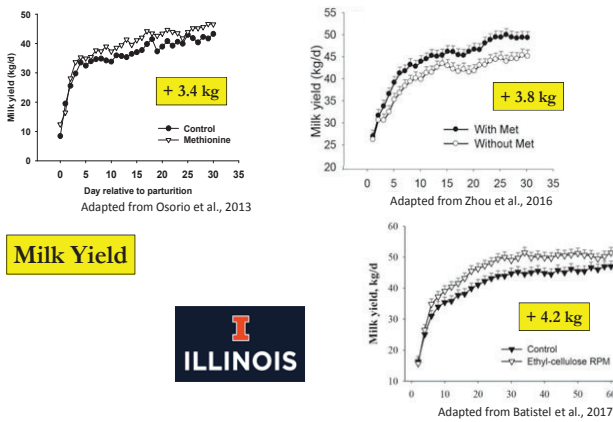 50
40
30
20
10
0
Milk yield (kg/d)
+ 3.4 kg
Control
Methionine
0 5 10 15 20 25 30 35
Day relative to parturition
Adapted from Osorio et al., 2013
55
50
45
40
35
30
25
20
Milk yield (kg/d)
+ 3.8 kg
With Met
Without Met
0 5 10 15 20 25 30 35
Adapted from Zhou et al., 2016
Milk Yield
I
ILLINOIS
60
50
40
30
20
10
Milk yield, kg/d
+ 4.2 kg
Control
Ethyl-cellulose RPM
0 10 20 30 40 50 60
Adapted from Batistel et al., 2017